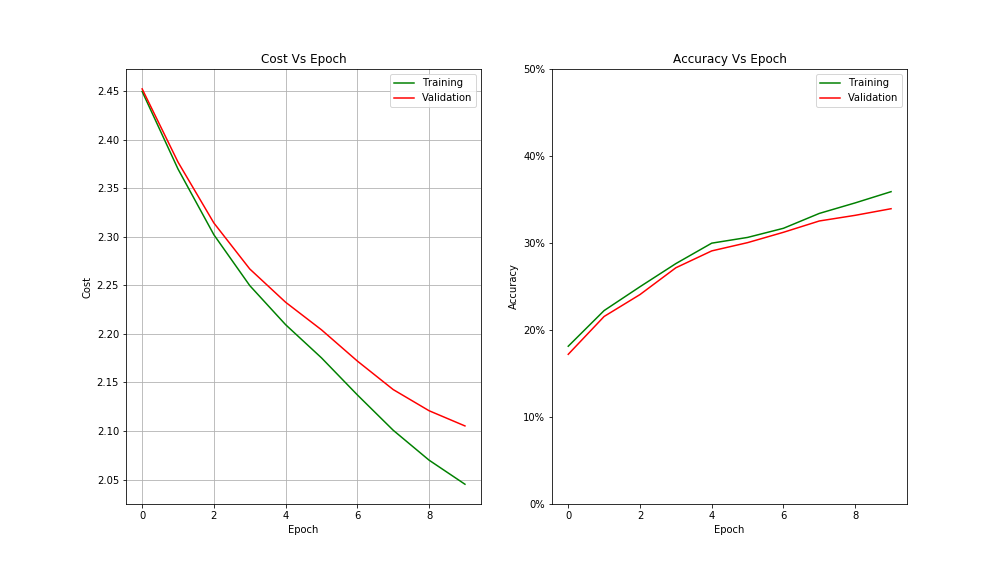 Cost Vs Epoch
Training
Validation
2.45
2.40
2.35
2.30
2.25
2.20
2.15
2.10
2.05
Cost
0 2 4 6 8
Epoch
Accuracy Vs Epoch
Training
Validation
50%
40%
30%
20%
10%
0%
Accuracy
0 2 4 6 8
Epoch